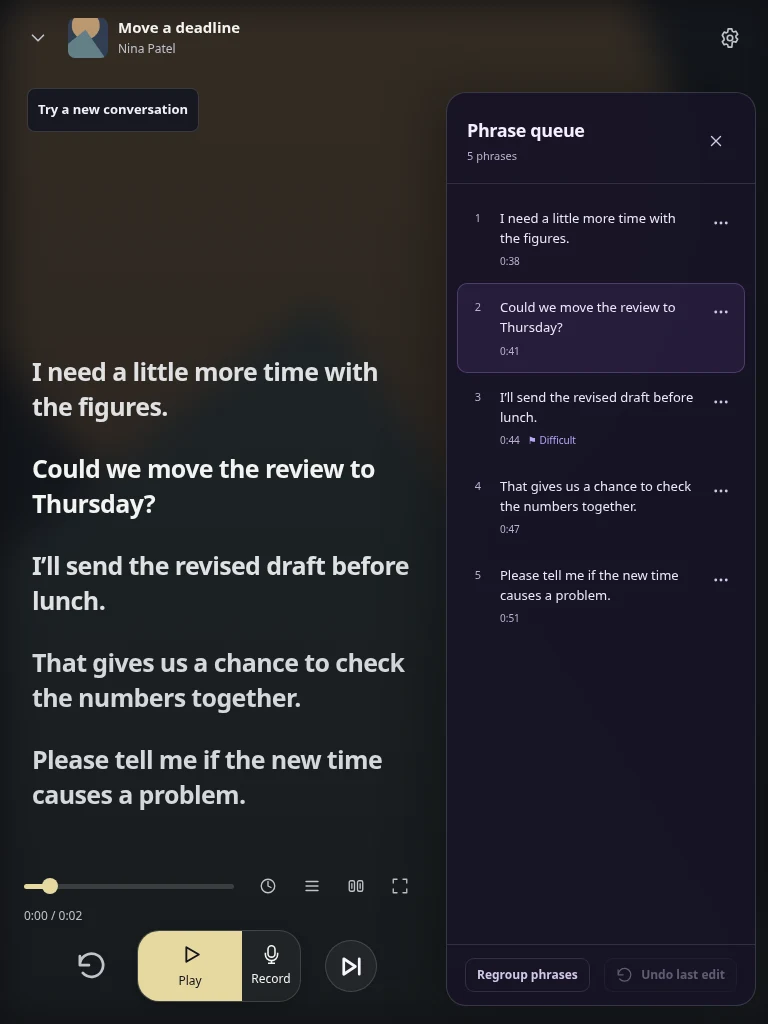 Move a deadline
Nina Patel
Try a new conversation
I need a little more time with
the figures.
Could we move the review to
Thursday?
I’ll send the revised draft before
lunch.
That gives us a chance to check
the numbers together.
Please tell me if the new time
causes a problem.
0:00 / 0:02
Play
Record
Phrase queue
5 phrases
1
I need a little more time with
the figures.
0:38
2
Could we move the review to
Thursday?
0:41
3
I’ll send the revised draft before
lunch.
0:44 Difficult
4
That gives us a chance to check
the numbers together.
0:47
5
Please tell me if the new time
causes a problem.
0:51
Regroup phrases
Undo last edit